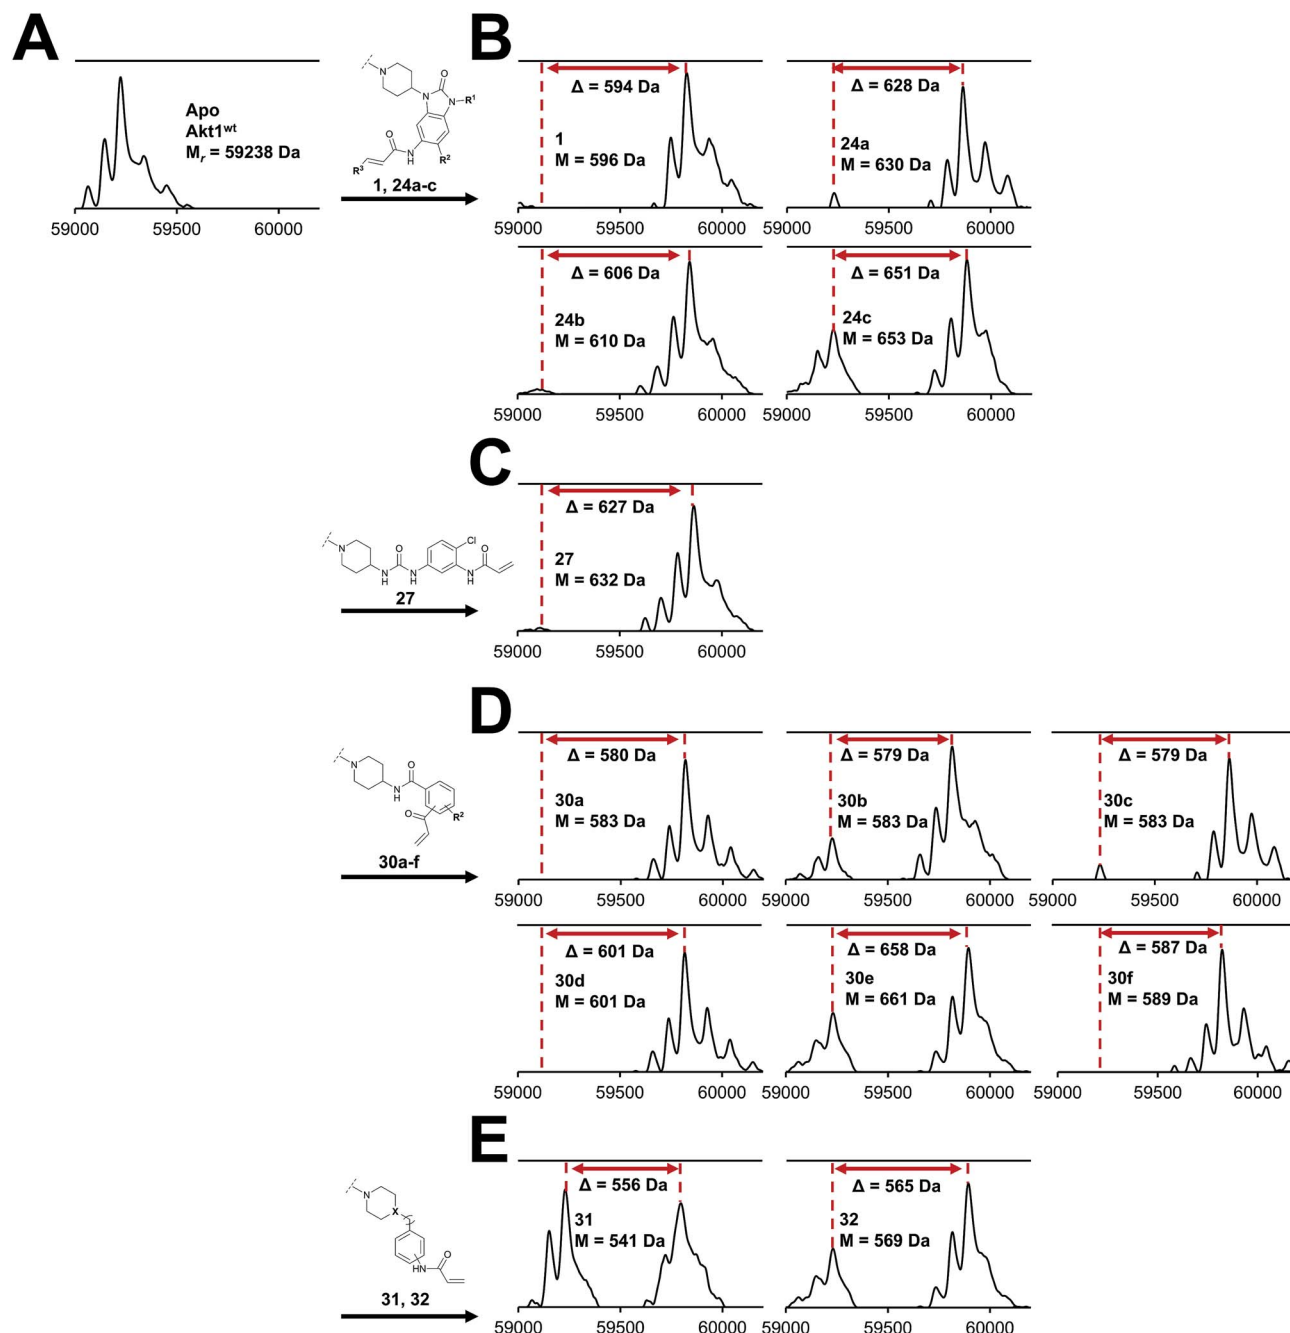 A
Apo
Akt1wt
Mr = 59238 Da
59000 59500 60000
N
O
N
N-R1
O
R3
N
H
R2
1, 24a-c
B
Δ = 594 Da
1
M = 596 Da
59000 59500 60000
Δ = 628 Da
24a
M = 630 Da
59000 59500 60000
Δ = 606 Da
24b
M = 610 Da
59000 59500 60000
Δ = 651 Da
24c
M = 653 Da
59000 59500 60000
C
N
O
N
H
N
H
Cl
N
H
O
27
Δ = 627 Da
27
M = 632 Da
59000 59500 60000
D
N
O
N
H
O
R2
30a-f
Δ = 580 Da
30a
M = 583 Da
59000 59500 60000
Δ = 579 Da
30b
M = 583 Da
59000 59500 60000
Δ = 579 Da
30c
M = 583 Da
59000 59500 60000
Δ = 601 Da
30d
M = 601 Da
59000 59500 60000
Δ = 658 Da
30e
M = 661 Da
59000 59500 60000
Δ = 587 Da
30f
M = 589 Da
59000 59500 60000
E
N
X
HN
O
31, 32
Δ = 556 Da
31
M = 541 Da
59000 59500 60000
Δ = 565 Da
32
M = 569 Da
59000 59500 60000